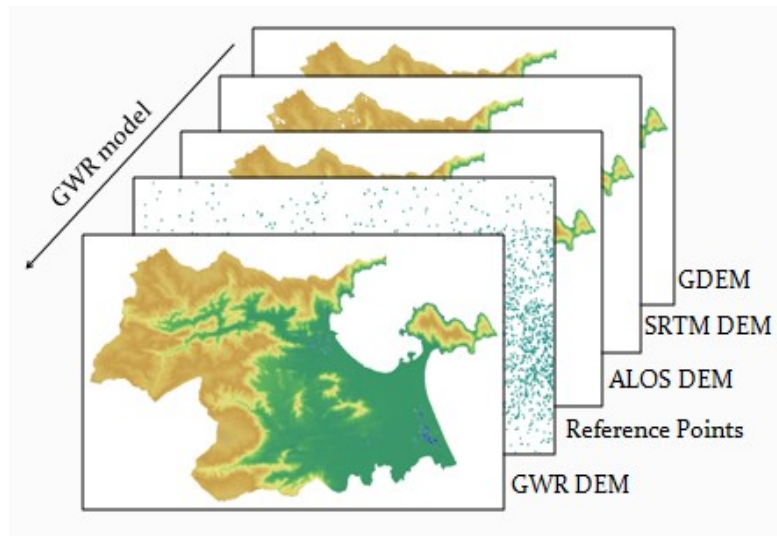 GWR model
GDEM
SRTM DEM
ALOS DEM
Reference Points
GWR DEM